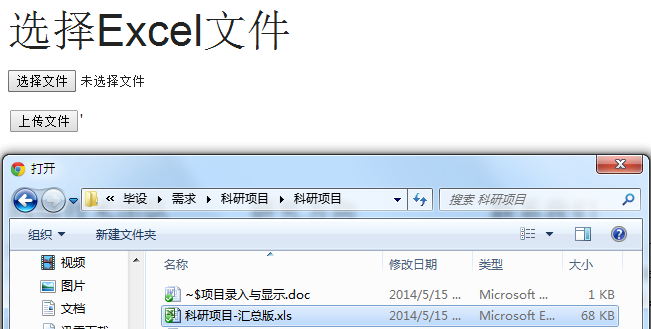 选择Excel文件
选择文件 未选择文件
上传文件 '
打开
« 毕设 需求 科研项目 科研项目
搜索 科研项目
组织 新建文件夹
名称 修改日期 类型 大小
视频
图片
文档
~$项目录入与显示.doc 2014/5/15 ... Microsoft ... 1 KB
科研项目-汇总版.xls 2014/5/15 ... Microsoft E... 68 KB